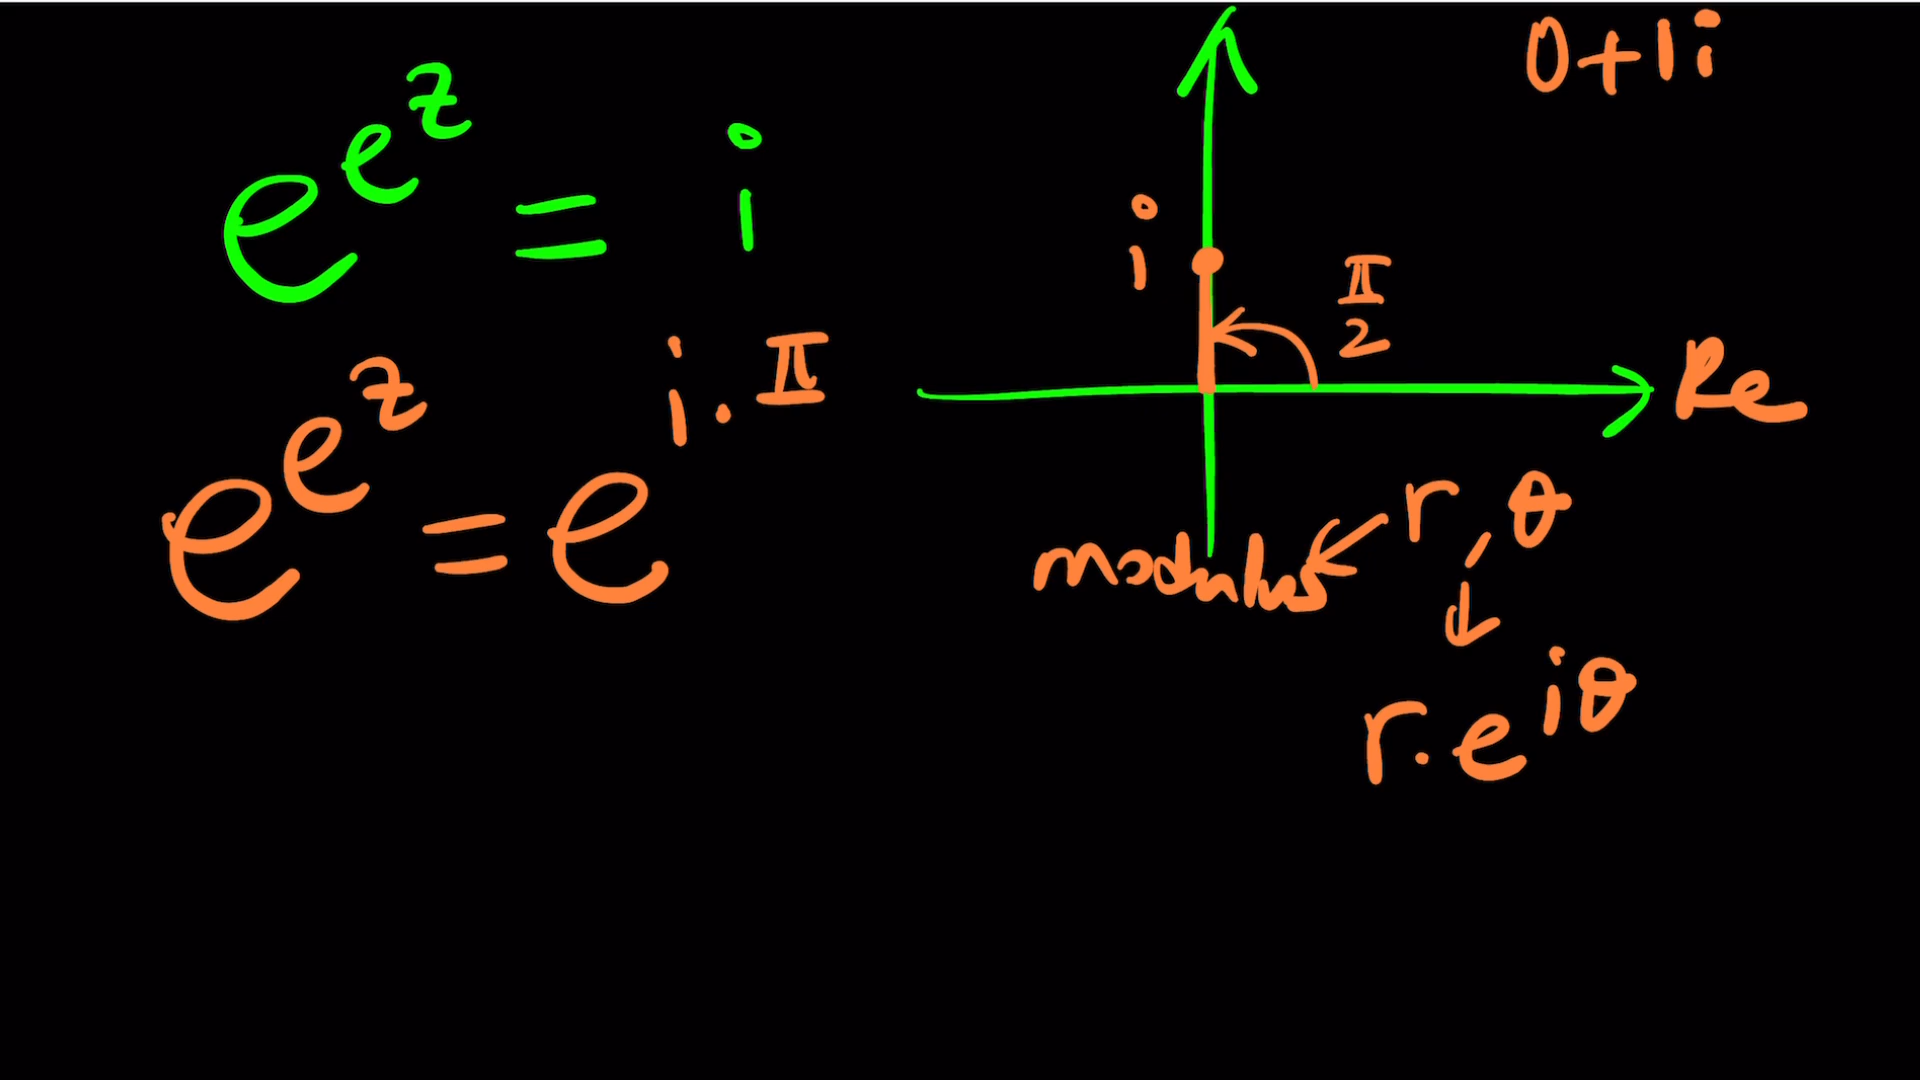 e^{e^z} = i
0+1i
i
π/2
Re
e^{e^z} = e^{i·π}
r, θ
modulus
r·e^{iθ}